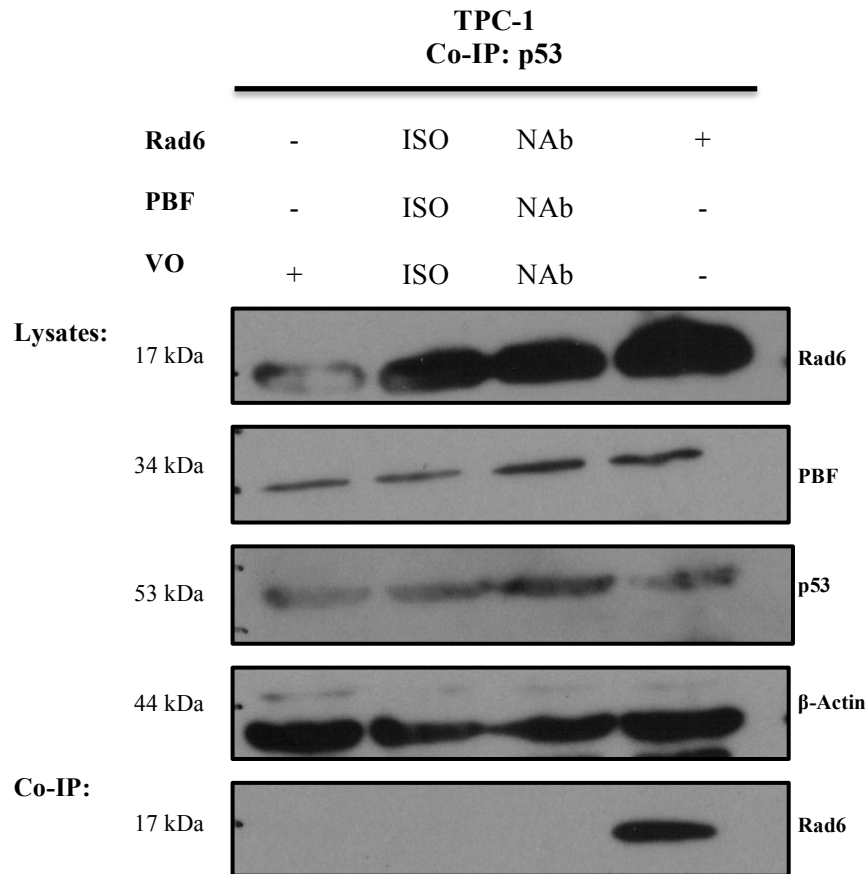 TPC-1
Co-IP: p53
Rad6 - ISO NAb +
PBF - ISO NAb -
VO + ISO NAb -
Lysates:
17 kDa Rad6
34 kDa PBF
53 kDa p53
44 kDa β-Actin
Co-IP:
17 kDa Rad6